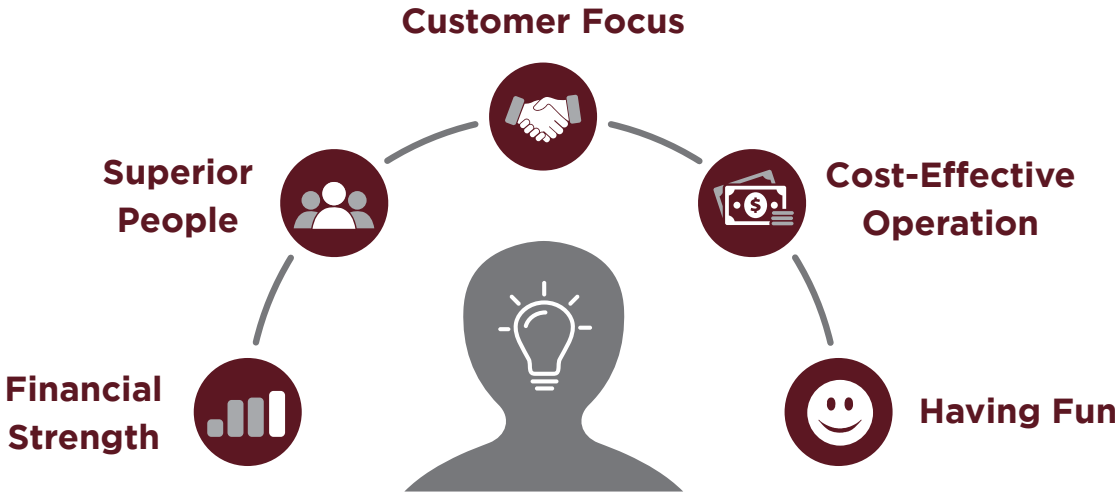 Customer Focus
Superior
People
Cost-Effective
Operation
$
Financial
Strength
Having Fun